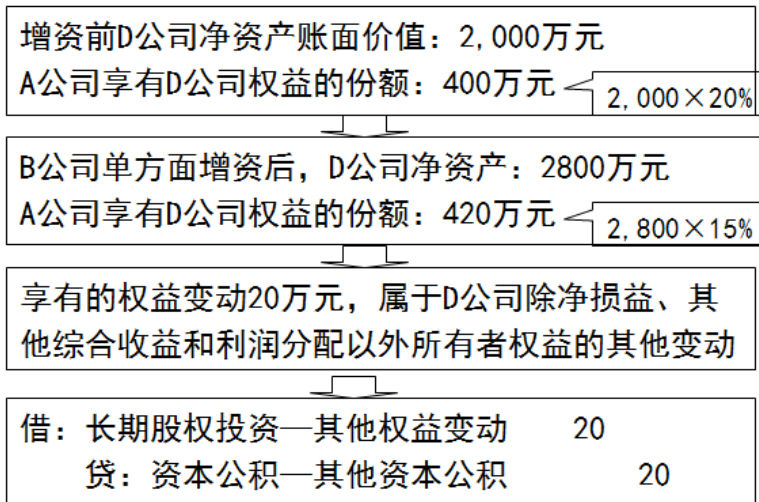 增资前D公司净资产账面价值：2,000万元
A公司享有D公司权益的份额：400万元
2,000×20%
B公司单方面增资后，D公司净资产：2800万元
A公司享有D公司权益的份额：420万元
2,800×15%
享有的权益变动20万元，属于D公司除净损益、其
他综合收益和利润分配以外所有者权益的其他变动
借：长期股权投资—其他权益变动 20
贷：资本公积—其他资本公积 20